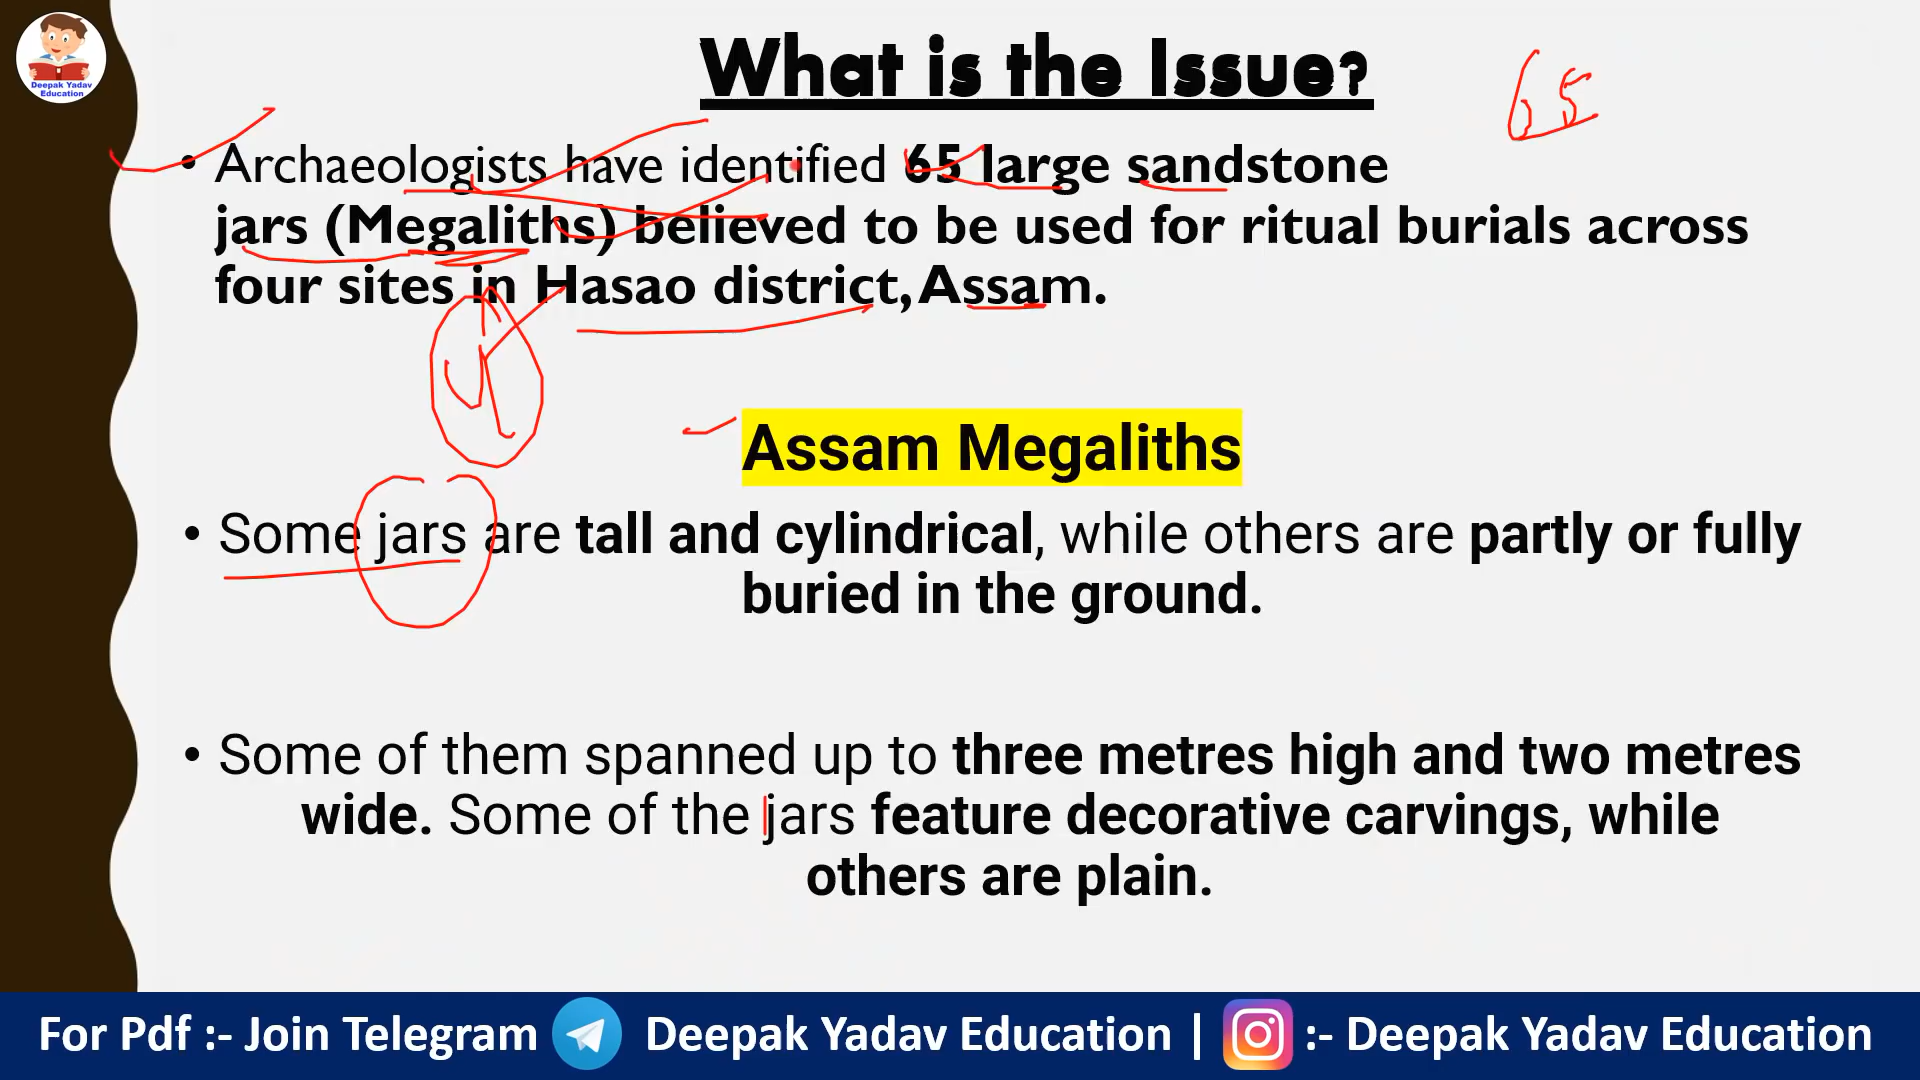 What is the Issue?
65
• Archaeologists have identified 65 large sandstone
jars (Megaliths) believed to be used for ritual burials across
four sites in Hasao district, Assam.
Assam Megaliths
• Some jars are tall and cylindrical, while others are partly or fully
buried in the ground.
• Some of them spanned up to three metres high and two metres
wide. Some of the jars feature decorative carvings, while
others are plain.
Deepak Yadav
Education
For Pdf :- Join Telegram Deepak Yadav Education | :- Deepak Yadav Education